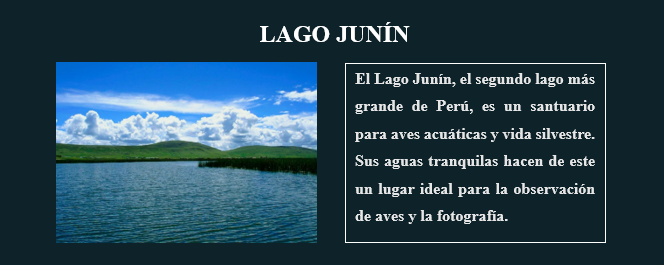 LAGO JUNÍN
El Lago Junín, el segundo lago más
grande de Perú, es un santuario
para aves acuáticas y vida silvestre.
Sus aguas tranquilas hacen de este
un lugar ideal para la observación
de aves y la fotografía.